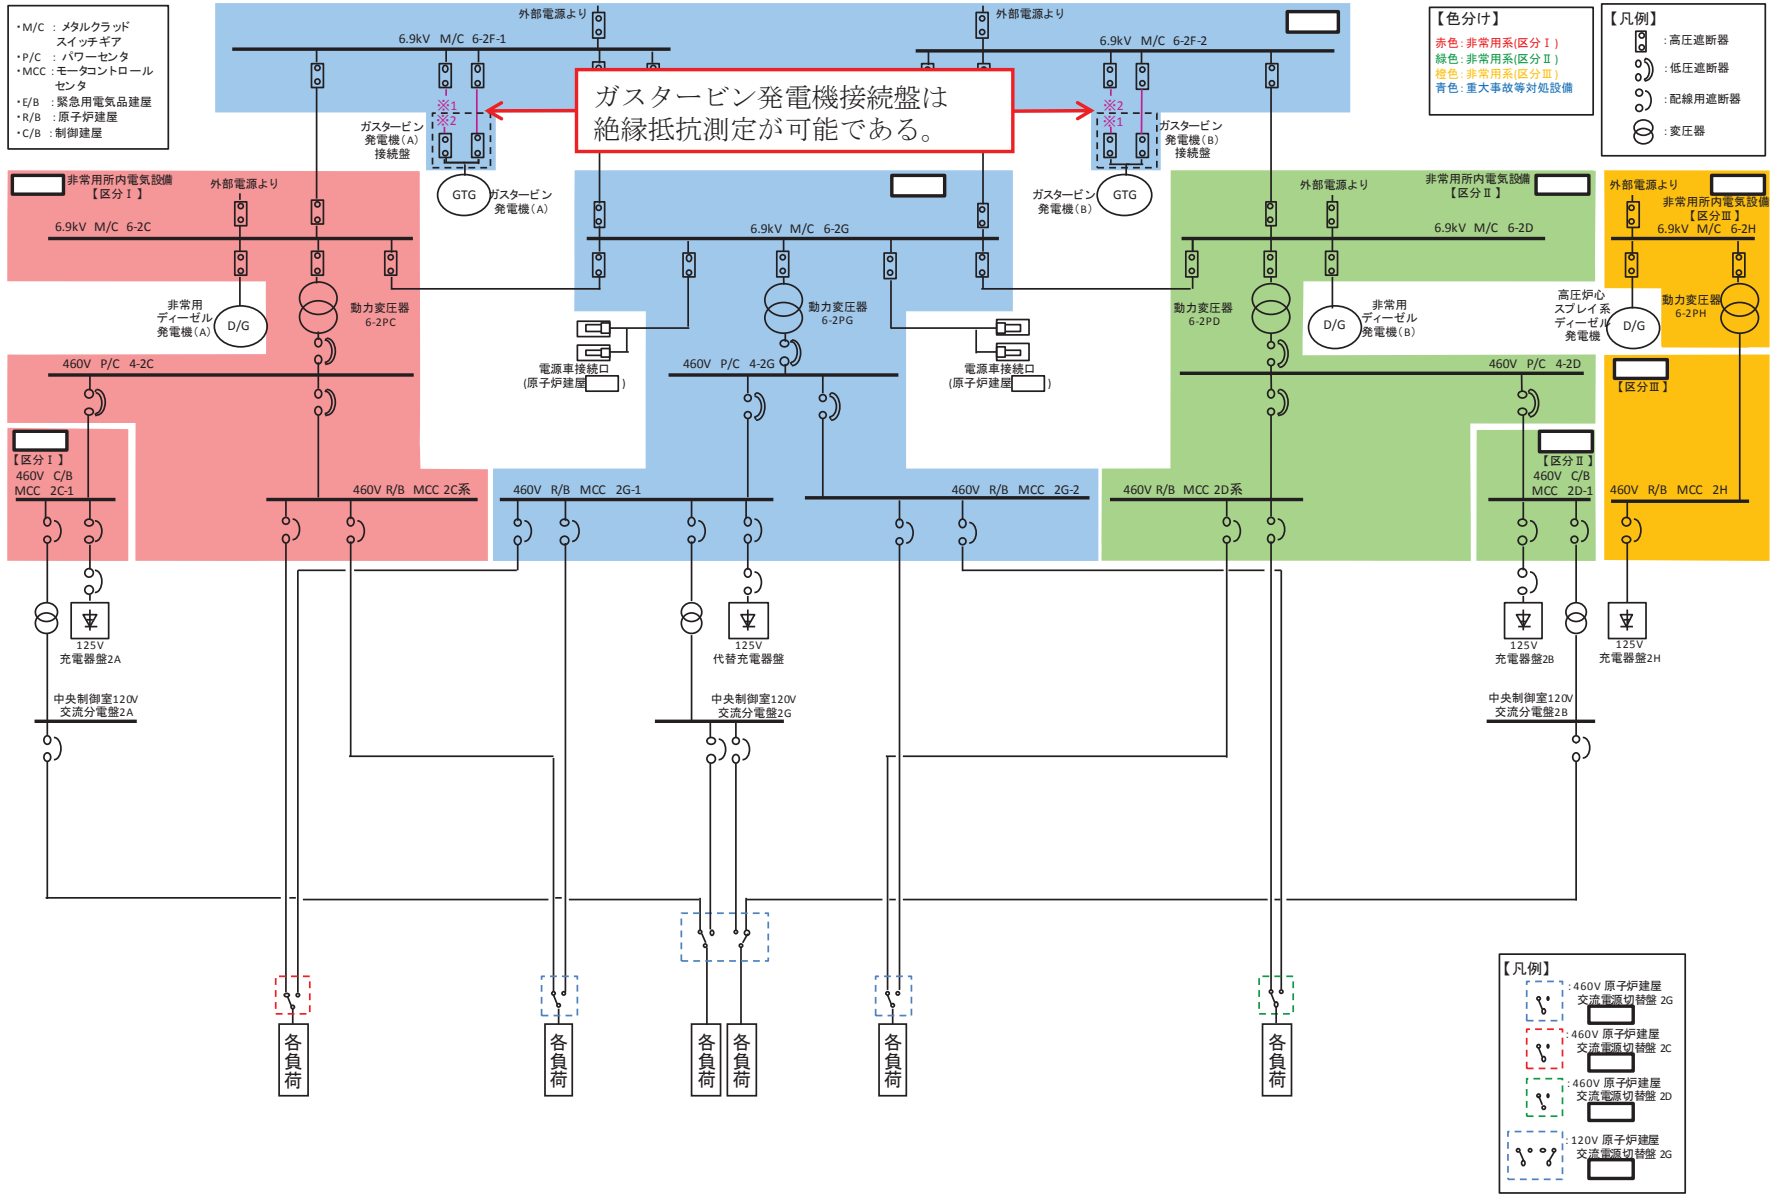 ・M/C : メタルクラッド
スイッチギア
・P/C : パワーセンタ
・MCC : モータコントロール
センタ
・E/B : 緊急用電気品建屋
・R/B : 原子炉建屋
・C/B : 制御建屋
外部電源より
外部電源より
6.9kV M/C 6-2F-1
6.9kV M/C 6-2F-2
【色分け】
赤色:非常用系(区分Ⅰ)
緑色:非常用系(区分Ⅱ)
橙色:非常用系(区分Ⅲ)
青色:重大事故等対処設備
【凡例】
:高圧遮断器
:低圧遮断器
:配線用遮断器
:変圧器
ガスタービン発電機接続盤は
絶縁抵抗測定が可能である。
※1
※2
※2
※1
ガスタービン
発電機(A)
接続盤
ガスタービン
発電機(B)
接続盤
GTG
ガスタービン
発電機(A)
ガスタービン
発電機(B)
GTG
非常用所内電気設備
【区分Ⅰ】
外部電源より
6.9kV M/C 6-2C
6.9kV M/C 6-2G
外部電源より
非常用所内電気設備
【区分Ⅱ】
6.9kV M/C 6-2D
外部電源より
非常用所内電気設備
【区分Ⅲ】
6.9kV M/C 6-2H
非常用
ディーゼル
発電機(A)
D/G
動力変圧器
6-2PC
動力変圧器
6-2PG
動力変圧器
6-2PD
D/G
非常用
ディーゼル
発電機(B)
高圧炉心
スプレイ系
ディーゼル
発電機
D/G
動力変圧器
6-2PH
電源車接続口
(原子炉建屋 )
電源車接続口
(原子炉建屋 )
460V P/C 4-2C
460V P/C 4-2G
460V P/C 4-2D
【区分Ⅲ】
【区分Ⅰ】
460V C/B
MCC 2C-1
460V R/B MCC 2C系
460V R/B MCC 2G-1
460V R/B MCC 2G-2
460V R/B MCC 2D系
【区分Ⅱ】
460V C/B
MCC 2D-1
460V R/B MCC 2H
125V
充電器盤2A
125V
代替充電器盤
125V
充電器盤2B
125V
充電器盤2H
中央制御室120V
交流分電盤2A
中央制御室120V
交流分電盤2G
中央制御室120V
交流分電盤2B
各負荷
各負荷
各負荷
各負荷
各負荷
各負荷
【凡例】
:460V 原子炉建屋
交流電源切替盤 2G
:460V 原子炉建屋
交流電源切替盤 2C
:460V 原子炉建屋
交流電源切替盤 2D
:120V 原子炉建屋
交流電源切替盤 2G